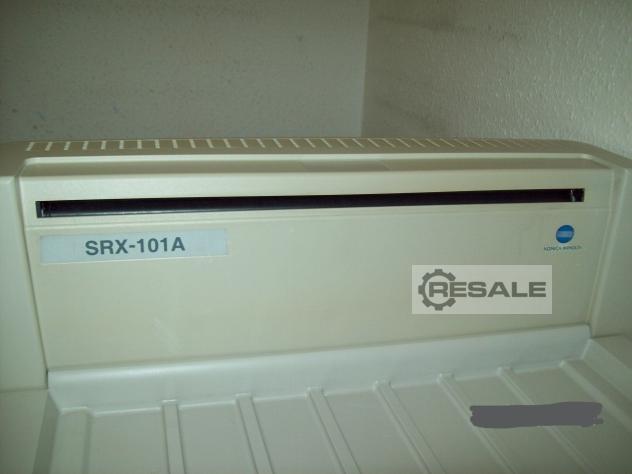 SRX-101A
KONICA MINOLTA
RESALE